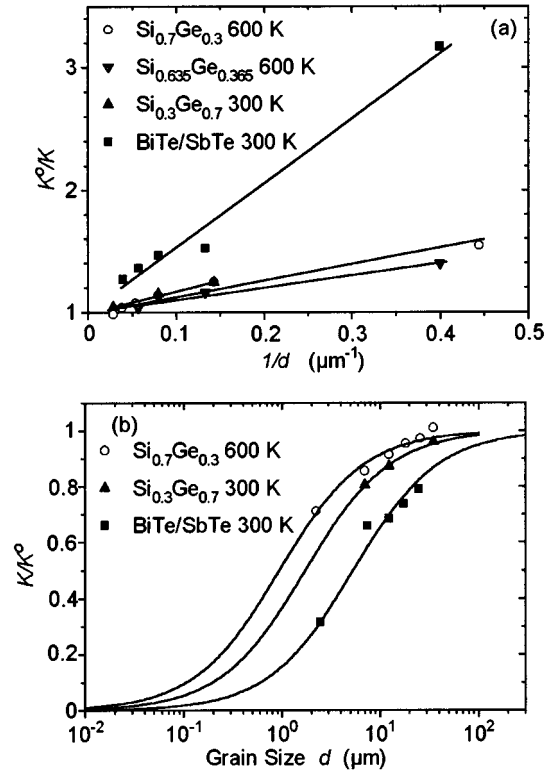 (a)
Si0.7Ge0.3 600 K
Si0.635Ge0.365 600 K
Si0.3Ge0.7 300 K
BiTe/SbTe 300 K
K⁰/K
3
2
1
0 0.1 0.2 0.3 0.4 0.5
1/d (μm⁻¹)
(b)
Si0.7Ge0.3 600 K
Si0.3Ge0.7 300 K
BiTe/SbTe 300 K
K/K⁰
1
0.8
0.6
0.4
0.2
0
10⁻² 10⁻¹ 10⁰ 10¹ 10²
Grain Size d (μm)